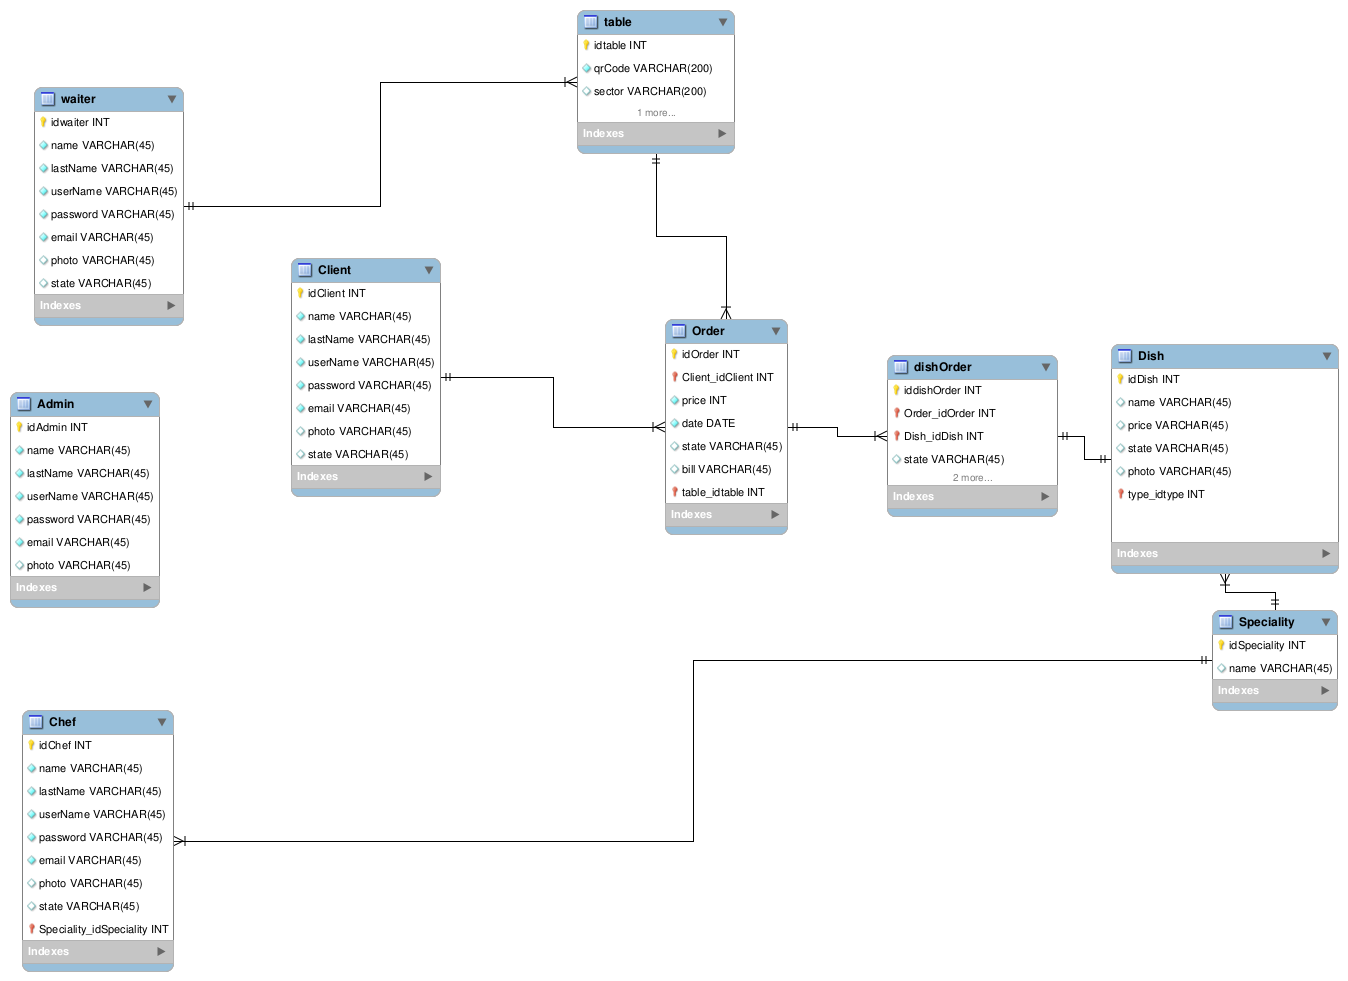 table
idtable INT
qrCode VARCHAR(200)
sector VARCHAR(200)
1 more...
Indexes
waiter
idwaiter INT
name VARCHAR(45)
lastName VARCHAR(45)
userName VARCHAR(45)
password VARCHAR(45)
email VARCHAR(45)
photo VARCHAR(45)
state VARCHAR(45)
Indexes
Client
idClient INT
name VARCHAR(45)
lastName VARCHAR(45)
userName VARCHAR(45)
password VARCHAR(45)
email VARCHAR(45)
photo VARCHAR(45)
state VARCHAR(45)
Indexes
Order
idOrder INT
Client_idClient INT
price INT
date DATE
state VARCHAR(45)
bill VARCHAR(45)
table_idtable INT
Indexes
dishOrder
iddishOrder INT
Order_idOrder INT
Dish_idDish INT
state VARCHAR(45)
2 more...
Indexes
Dish
idDish INT
name VARCHAR(45)
price VARCHAR(45)
state VARCHAR(45)
photo VARCHAR(45)
type_idtype INT
Indexes
Admin
idAdmin INT
name VARCHAR(45)
lastName VARCHAR(45)
userName VARCHAR(45)
password VARCHAR(45)
email VARCHAR(45)
photo VARCHAR(45)
Indexes
Speciality
idSpeciality INT
name VARCHAR(45)
Indexes
Chef
idChef INT
name VARCHAR(45)
lastName VARCHAR(45)
userName VARCHAR(45)
password VARCHAR(45)
email VARCHAR(45)
photo VARCHAR(45)
state VARCHAR(45)
Speciality_idSpeciality INT
Indexes